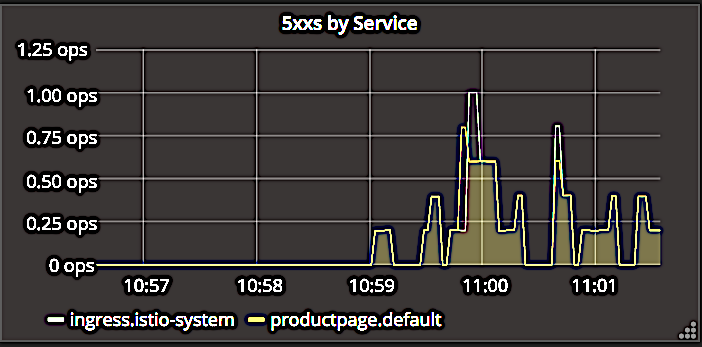 5xxs by Service
1.25 ops
1.00 ops
0.75 ops
0.50 ops
0.25 ops
0 ops
10:57 10:58 10:59 11:00 11:01
ingress.istio-system productpage.default